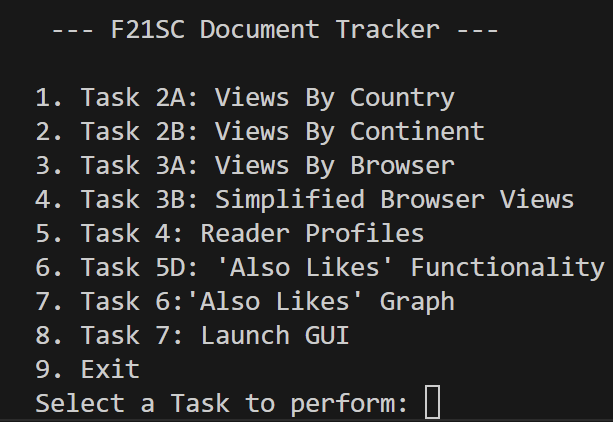 --- F21SC Document Tracker ---
1. Task 2A: Views By Country
2. Task 2B: Views By Continent
3. Task 3A: Views By Browser
4. Task 3B: Simplified Browser Views
5. Task 4: Reader Profiles
6. Task 5D: 'Also Likes' Functionality
7. Task 6:'Also Likes' Graph
8. Task 7: Launch GUI
9. Exit
Select a Task to perform: